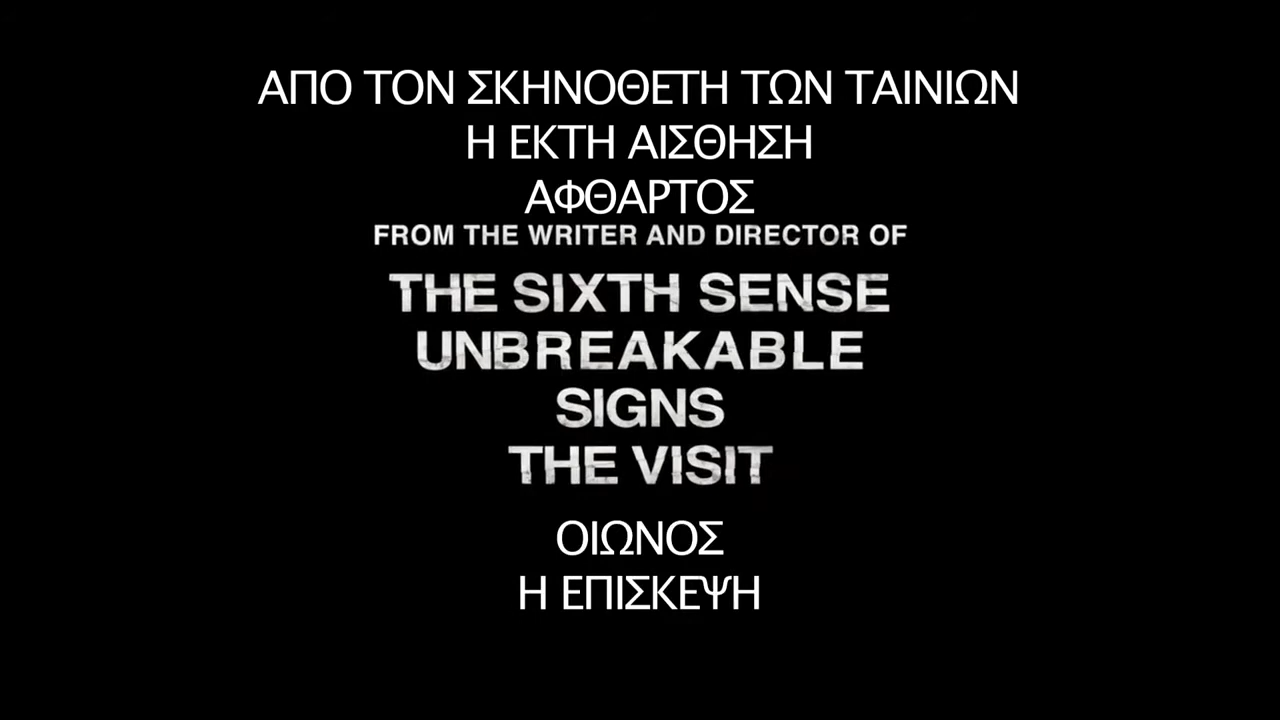 ΑΠΟ ΤΟΝ ΣΚΗΝΟΘΕΤΗ ΤΩΝ ΤΑΙΝΙΩΝ
Η ΕΚΤΗ ΑΙΣΘΗΣΗ
ΑΦΘΑΡΤΟΣ
FROM THE WRITER AND DIRECTOR OF
THE SIXTH SENSE
UNBREAKABLE
SIGNS
THE VISIT
ΟΙΩΝΟΣ
Η ΕΠΙΣΚΕΨΗ